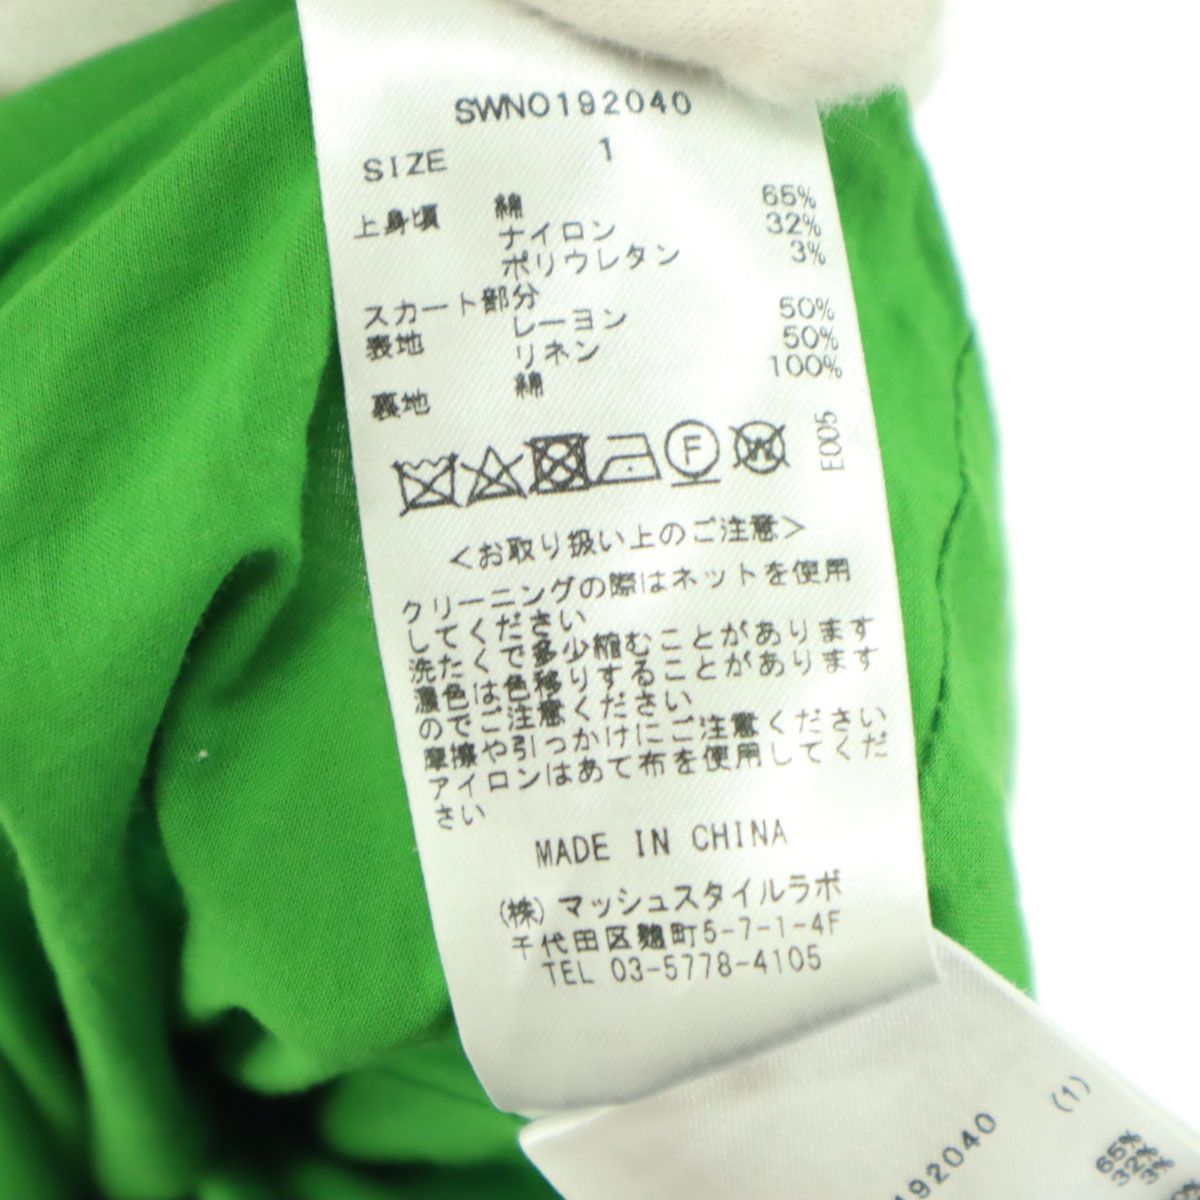 SWNO192040
SIZE 1
上身頃 綿 65%
ナイロン 32%
ポリウレタン 3%
スカート部分
表地 レーヨン 50%
リネン 50%
裏地 綿 100%
F W E005
<お取り扱い上のご注意>
クリーニングの際はネットを使用
してください
洗たくで多少縮むことがあります
濃色は色移りすることがあります
のでご注意ください
摩擦や引っかけにご注意ください
アイロンはあて布を使用してくだ
さい
MADE IN CHINA
(株)マッシュスタイルラボ
千代田区麹町5-7-1-4F
TEL 03-5778-4105
192040 (1)
65%
32%
3%